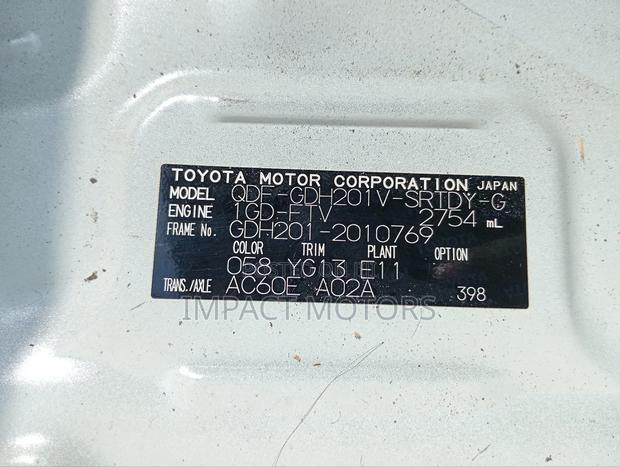 TOYOTA MOTOR CORPORATION JAPAN
MODEL QDF-GDH201V-SRTDY-G
ENGINE 1GD-FTV 2754 mL
FRAME No. GDH201-2010769
COLOR TRIM PLANT OPTION
058 YG13 E11
TRANS./AXLE AC60E A02A 398
IMPACT MOTORS